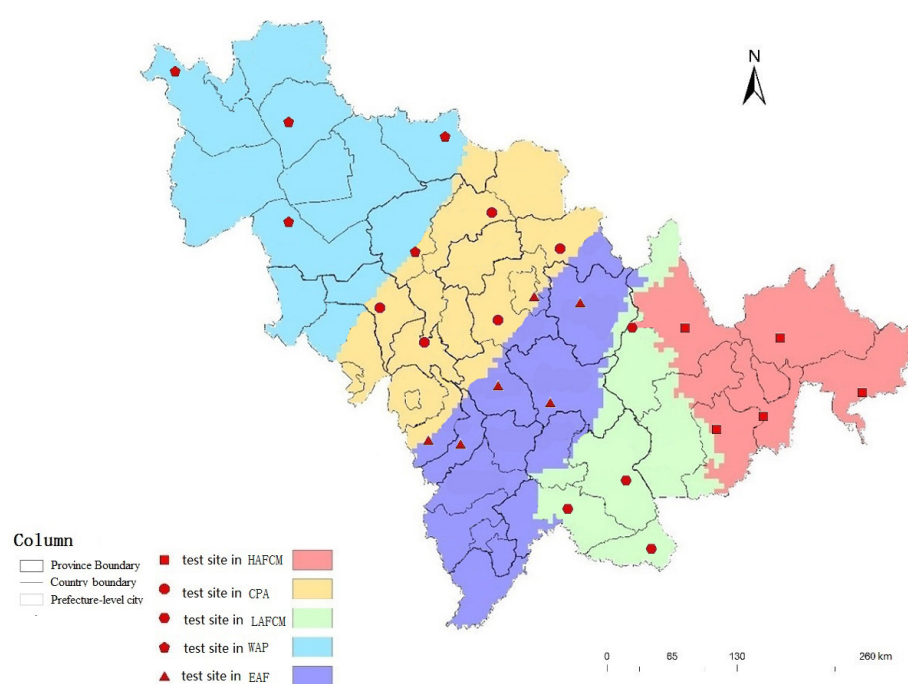 N
Column
Province Boundary
Country boundary
Prefecture-level city
test site in HAFCM
test site in CPA
test site in LAFCM
test site in WAP
test site in EAF
0 65 130 260 km